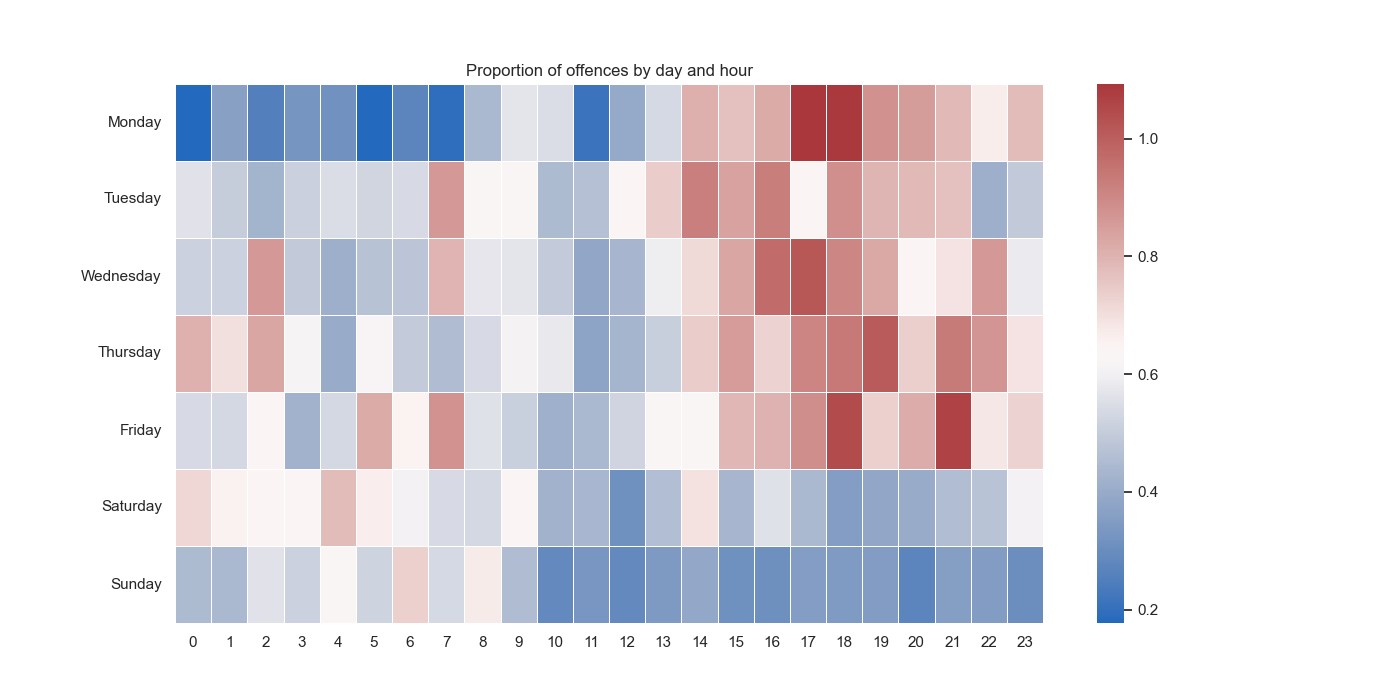 Proportion of offences by day and hour
Monday
Tuesday
Wednesday
Thursday
Friday
Saturday
Sunday
0 1 2 3 4 5 6 7 8 9 10 11 12 13 14 15 16 17 18 19 20 21 22 23
1.0
0.8
0.6
0.4
0.2